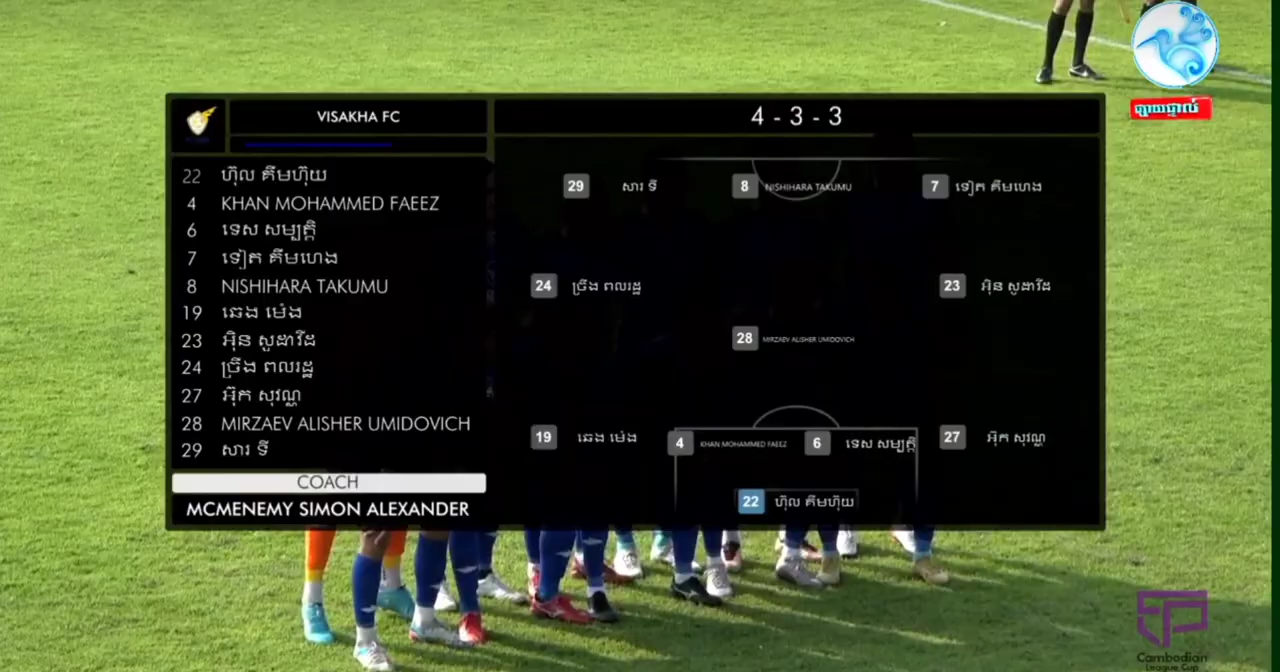 VISAKHA FC
22 ហ៊ុល គីមហ៊ុយ
4 KHAN MOHAMMED FAEEZ
6 ទេស សម្បត្តិ
7 ទៀត គឹមហេង
8 NISHIHARA TAKUMU
19 ឆេង ម៉េង
23 អ៊ិន សូដាវីដ
24 ច្រឹង ពលរដ្ឋ
27 អ៊ុក សុវណ្ណ
28 MIRZAEV ALISHER UMIDOVICH
29 សារ ទី
COACH
MCMENEMY SIMON ALEXANDER
4 - 3 - 3
29 សារ ទី 8 NISHIHARA TAKUMU 7 ទៀត គឹមហេង
24 ច្រឹង ពលរដ្ឋ 23 អ៊ិន សូដាវីដ
28 MIRZAEV ALISHER UMIDOVICH
19 ឆេង ម៉េង 4 KHAN MOHAMMED FAEEZ 6 ទេស សម្បត្តិ 27 អ៊ុក សុវណ្ណ
22 ហ៊ុល គីមហ៊ុយ
ផ្សាយផ្ទាល់
Cambodian
League Cup